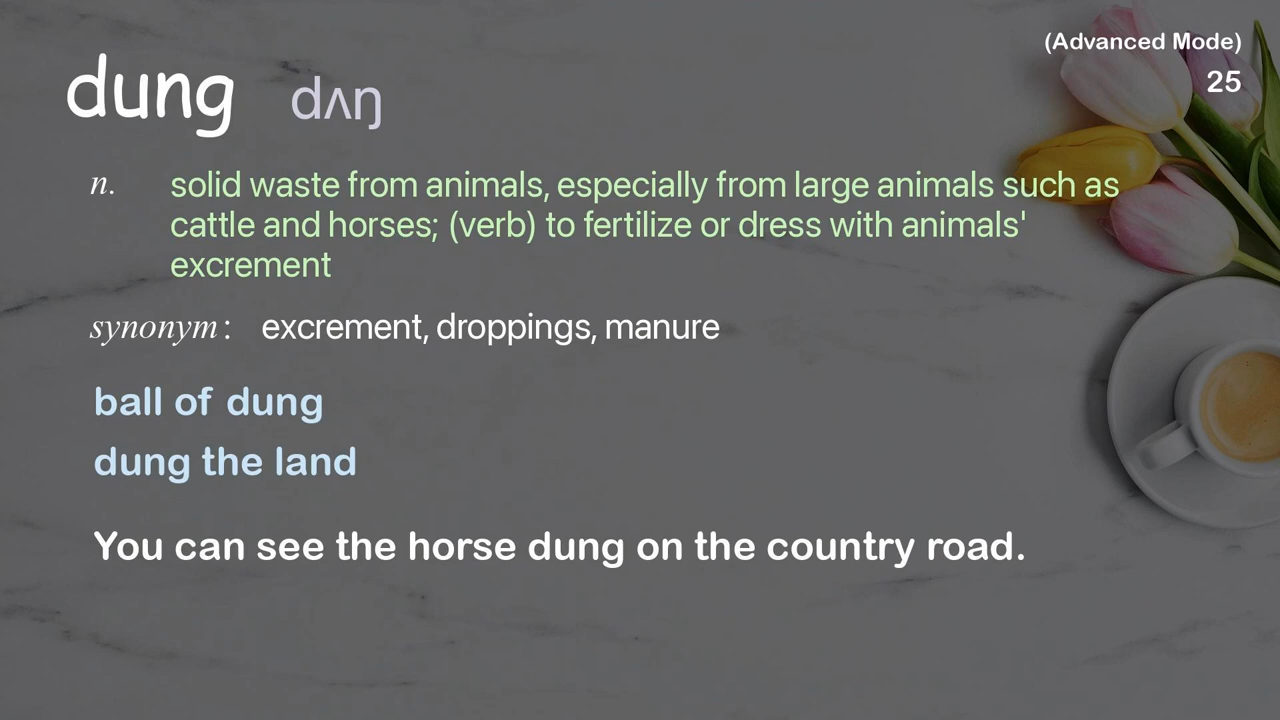 (Advanced Mode)
25
dung dʌŋ
n. solid waste from animals, especially from large animals such as
cattle and horses; (verb) to fertilize or dress with animals'
excrement
synonym: excrement, droppings, manure
ball of dung
dung the land
You can see the horse dung on the country road.